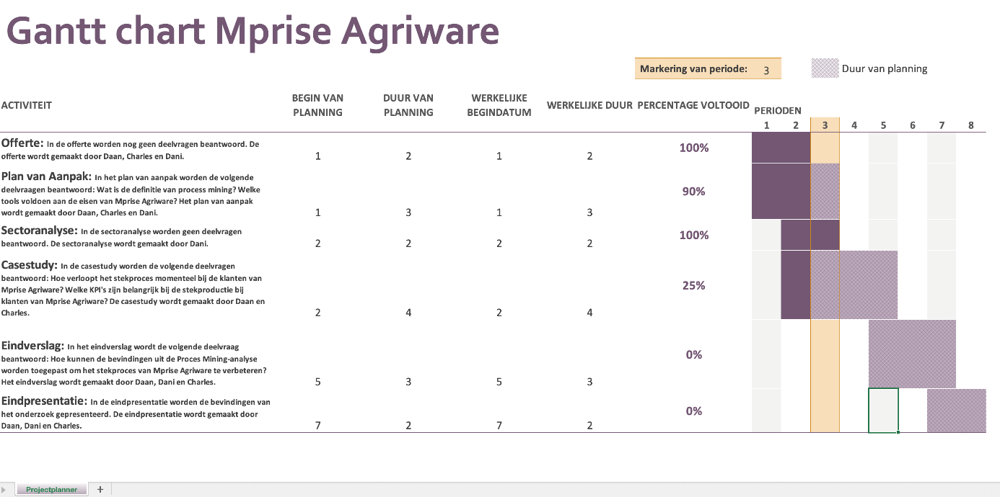 Gantt chart Mprise Agriware
Markering van periode: 3
Duur van planning
ACTIVITEIT
BEGIN VAN
PLANNING
DUUR VAN
PLANNING
WERKELIJKE
BEGINDATUM
WERKELIJKE DUUR
PERCENTAGE VOLTOOID
PERIODEN
1 2 3 4 5 6 7 8
Offerte: In de offerte worden nog geen deelvragen beantwoord. De
offerte wordt gemaakt door Daan, Charles en Dani.
1 2 1 2 100%
Plan van Aanpak: In het plan van aanpak worden de volgende
deelvraagen beantwoord: Wat is de definitie van process mining? Welke
tools voldoen aan de eisen van Mprise Agriware? Het plan van aanpak
wordt gemaakt door Daan, Charles en Dani.
1 3 1 3 90%
Sectoranalyse: In de sectoranalyse worden geen deelvragen
beantwoord. De sectoranalyse wordt gemaakt door Dani.
2 2 2 2 100%
Casestudy: In de casestudy worden de volgende deelvragen
beantwoord: Hoe verloopt het stekproces momenteel bij de klanten van
Mprise Agriware? Welke KPI's zijn belangrijk bij de stekproductie bij
klanten van Mprise Agriware? De casestudy wordt gemaakt door Daan en
Charles.
2 4 2 4 25%
Eindverslag: In het eindverslag wordt de volgende deelvraag
beantwoord: Hoe kunnen de bevindingen uit de Proces Mining-analyse
worden toegepast om het stekproces van Mprise Agriware te verbeteren?
Het eindverslag wordt gemaakt door Daan, Dani en Charles.
5 3 5 3 0%
Eindpresentatie: In de eindpresentatie worden de bevindingen van
het onderzoek gepresenteerd. De eindpresentatie wordt gemaakt door
Daan, Dani en Charles.
7 2 7 2 0%
Projectplanner +